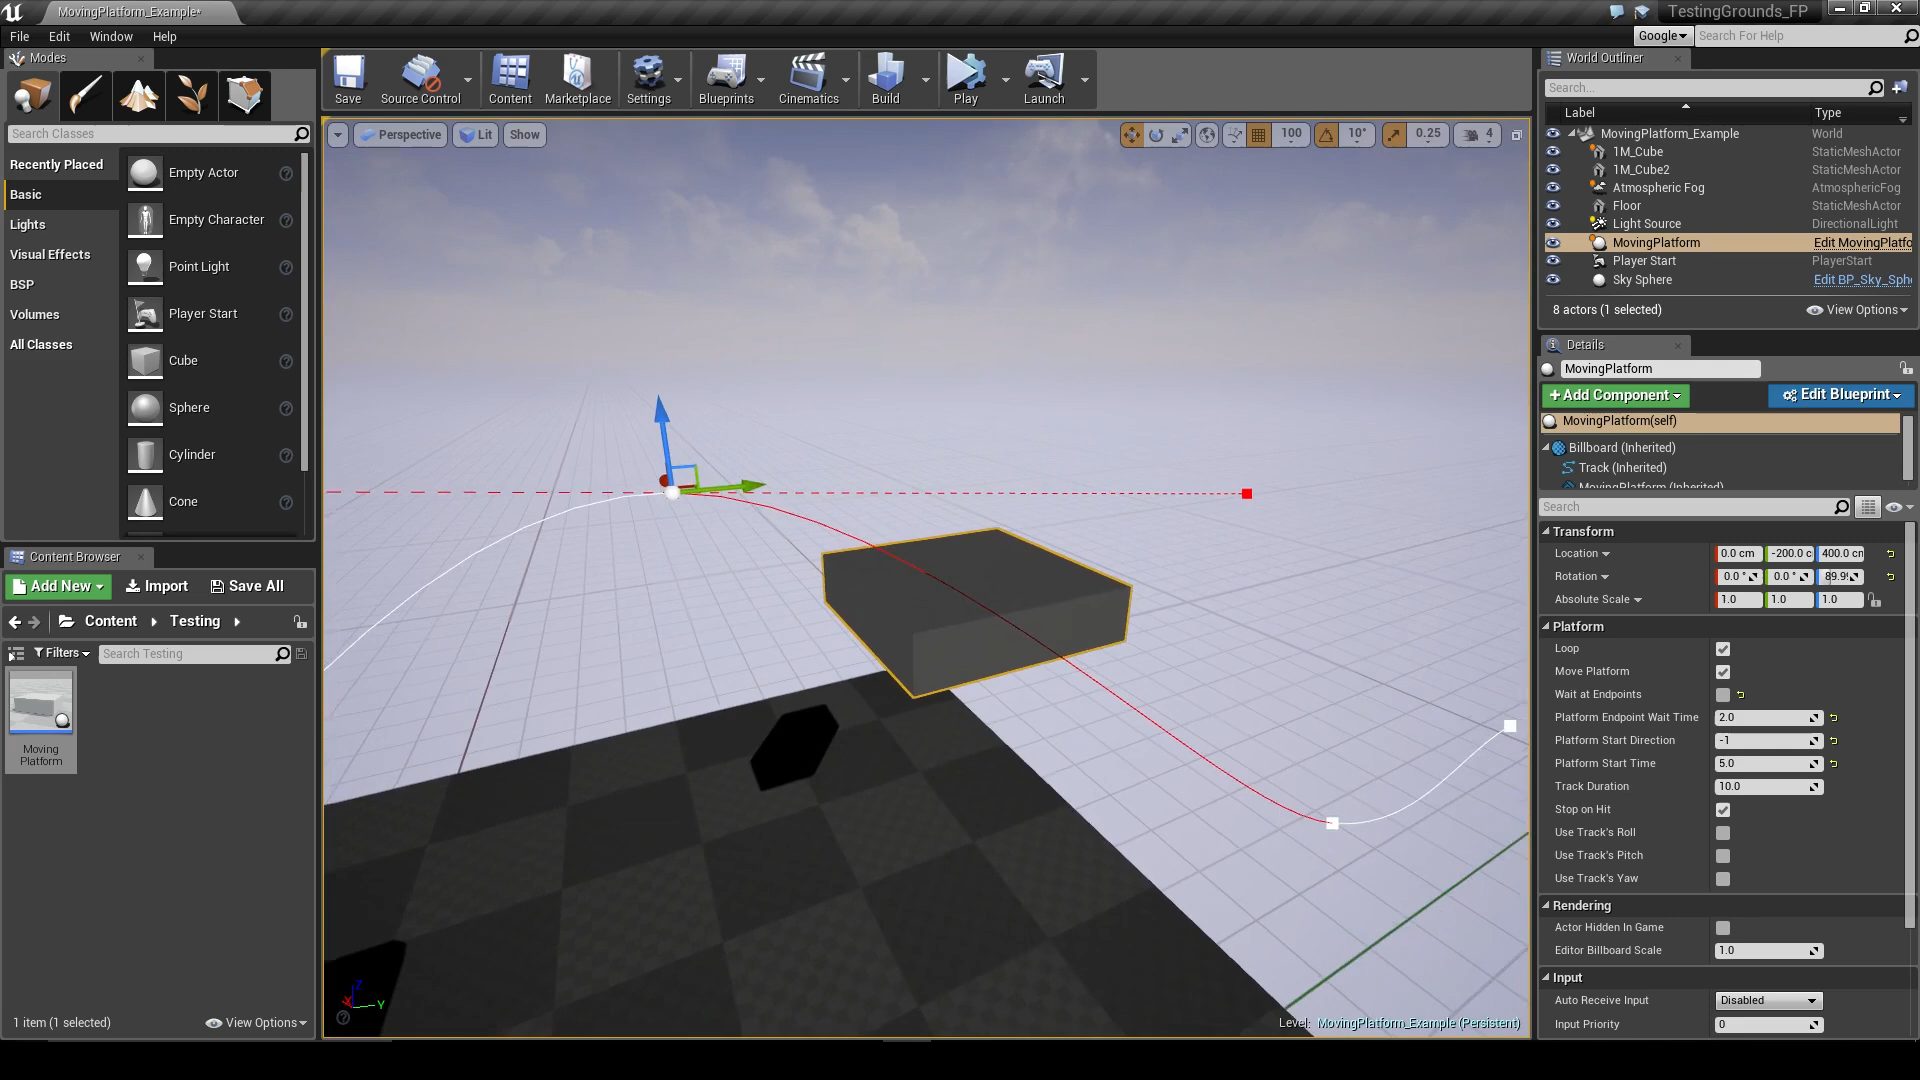 MovingPlatform_Example*
TestingGrounds_FP
File Edit Window Help
Google Search For Help
Modes
Search Classes
Recently Placed
Basic
Lights
Visual Effects
BSP
Volumes
All Classes
Empty Actor
Empty Character
Point Light
Player Start
Cube
Sphere
Cylinder
Cone
Save Source Control Content Marketplace Settings Blueprints Cinematics Build Play Launch
Perspective Lit Show
100 10° 0.25 4
X Y Z
Level: MovingPlatform_Example (Persistent)
Content Browser
Add New Import Save All
Content Testing
Filters Search Testing
Moving
Platform
1 item (1 selected) View Options
World Outliner
Search...
Label Type
MovingPlatform_Example World
1M_Cube StaticMeshActor
1M_Cube2 StaticMeshActor
Atmospheric Fog AtmosphericFog
Floor StaticMeshActor
Light Source DirectionalLight
MovingPlatform Edit MovingPlatfo
Player Start PlayerStart
Sky Sphere Edit BP_Sky_Sph
8 actors (1 selected) View Options
Details
MovingPlatform
+Add Component Edit Blueprint
MovingPlatform(self)
Billboard (Inherited)
Track (Inherited)
MovingPlatform (Inherited)
Search
Transform
Location 0.0 cm -200.0 c 400.0 cm
Rotation 0.0 ° 0.0 ° 89.9
Absolute Scale 1.0 1.0 1.0
Platform
Loop
Move Platform
Wait at Endpoints
Platform Endpoint Wait Time 2.0
Platform Start Direction -1
Platform Start Time 5.0
Track Duration 10.0
Stop on Hit
Use Track's Roll
Use Track's Pitch
Use Track's Yaw
Rendering
Actor Hidden In Game
Editor Billboard Scale 1.0
Input
Auto Receive Input Disabled
Input Priority 0